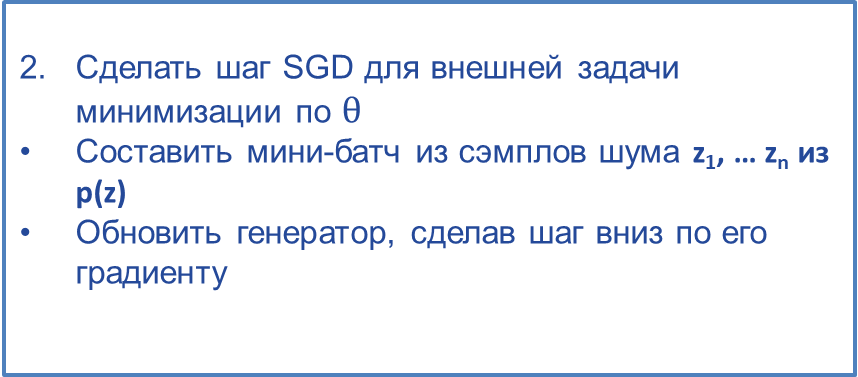 2. Сделать шаг SGD для внешней задачи
минимизации по θ
• Составить мини-батч из сэмплов шума z₁, ... zₙ из
p(z)
• Обновить генератор, сделав шаг вниз по его
градиенту